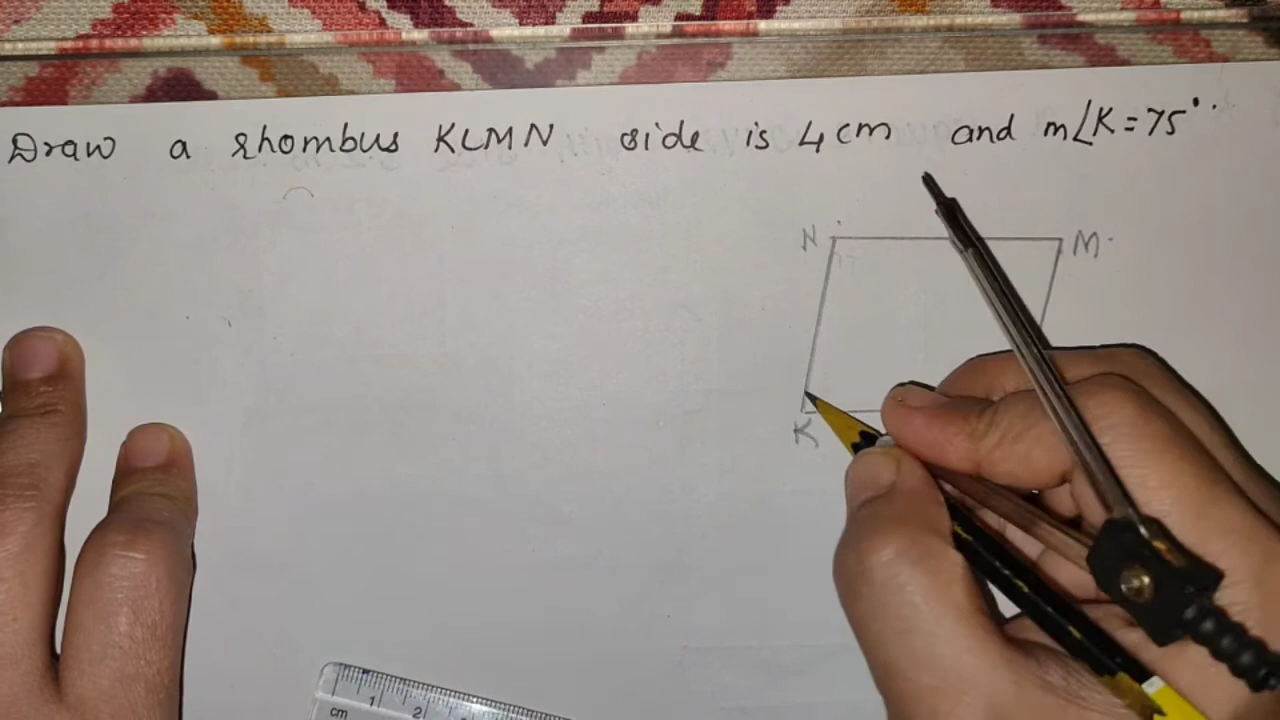 Draw a rhombus KLMN side is 4 cm and m∠K = 75°.
N M
K
cm 1 2